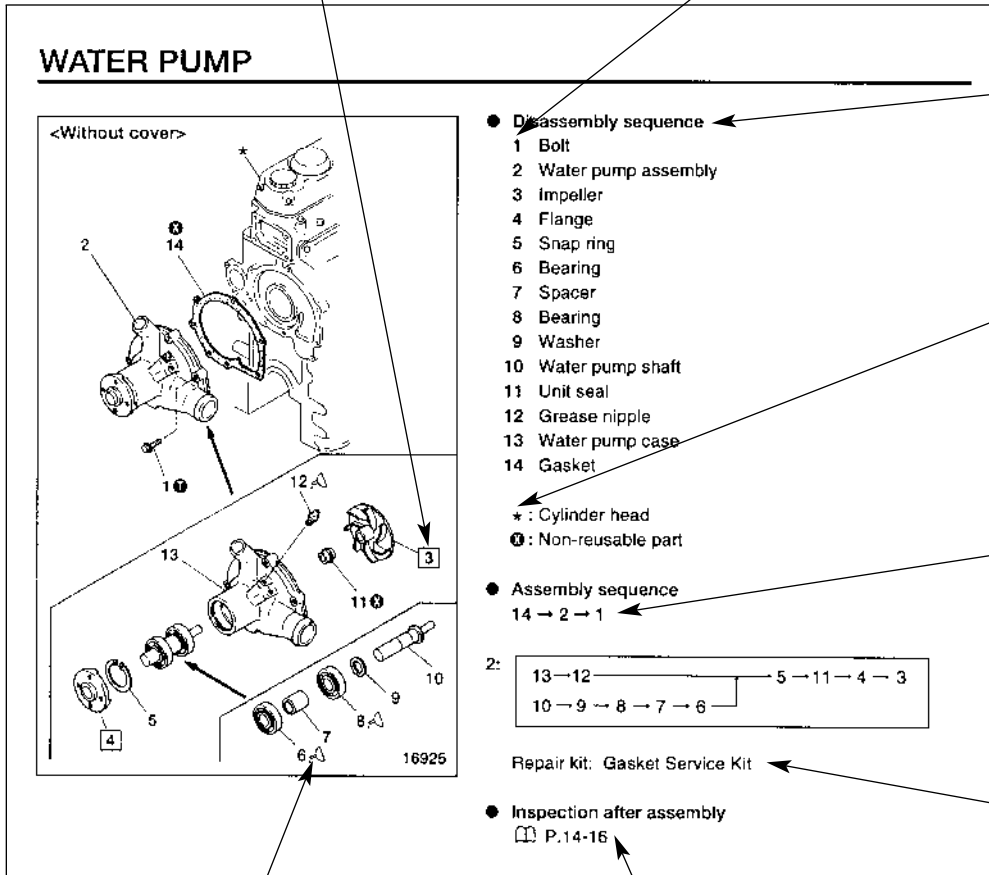 WATER PUMP
<Without cover>
*
2
14
1
12
13
3
11
10
9
8
7
6
5
4
16925
● Disassembly sequence
1 Bolt
2 Water pump assembly
3 Impeller
4 Flange
5 Snap ring
6 Bearing
7 Spacer
8 Bearing
9 Washer
10 Water pump shaft
11 Unit seal
12 Grease nipple
13 Water pump case
14 Gasket
* : Cylinder head
Ⓧ : Non-reusable part
● Assembly sequence
14 → 2 → 1
2:
13 → 12 → 5 → 11 → 4 → 3
10 → 9 → 8 → 7 → 6
Repair kit: Gasket Service Kit
● Inspection after assembly
P.14-16